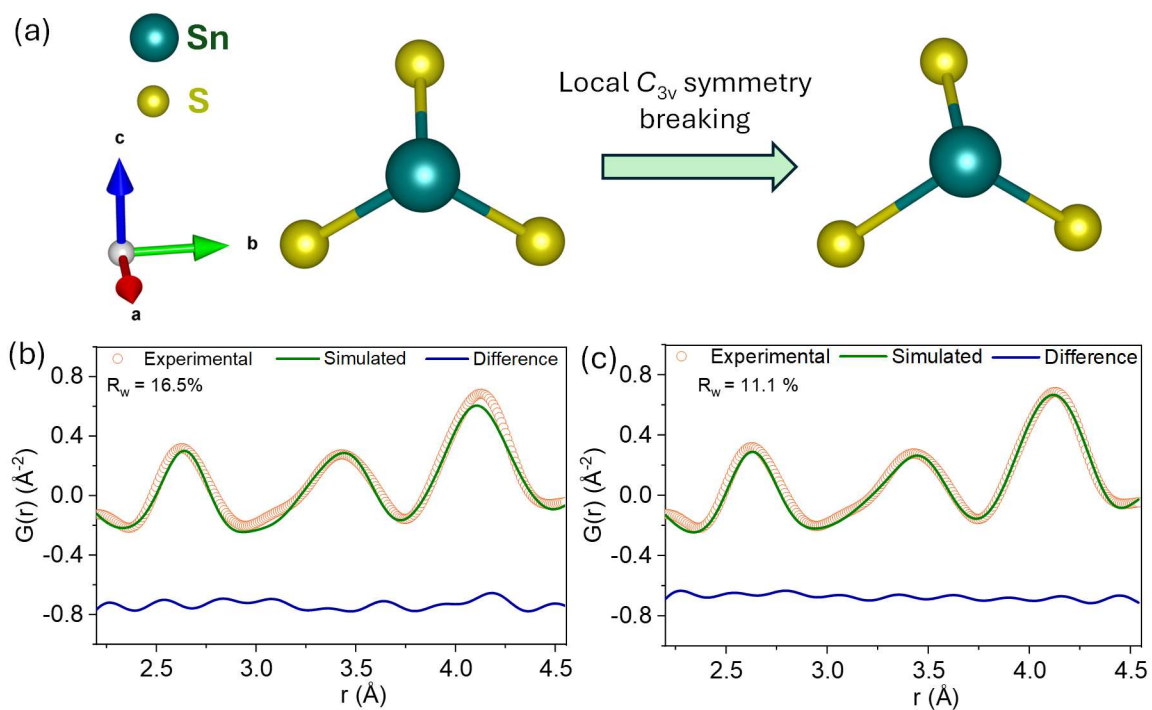 (a)
Sn
S
c
b
a
Local C3v symmetry
breaking
(b)
Experimental Simulated Difference
Rw = 16.5%
0.8
0.4
0.0
-0.4
-0.8
G(r) (Å-2)
2.5 3.0 3.5 4.0 4.5
r (Å)
(c)
Experimental Simulated Difference
Rw = 11.1 %
0.8
0.4
0.0
-0.4
-0.8
G(r) (Å-2)
2.5 3.0 3.5 4.0 4.5
r (Å)